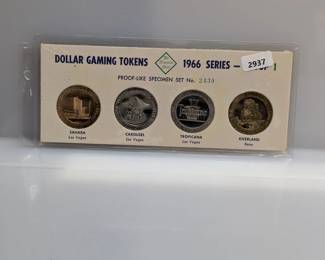 DOLLAR GAMING TOKENS 1966 SERIES
2937
PROOF-LIKE SPECIMEN SET No. 2430
SAHARA
Las Vegas
CAROUSEL
Las Vegas
TROPICANA
Las Vegas
OVERLAND
Reno